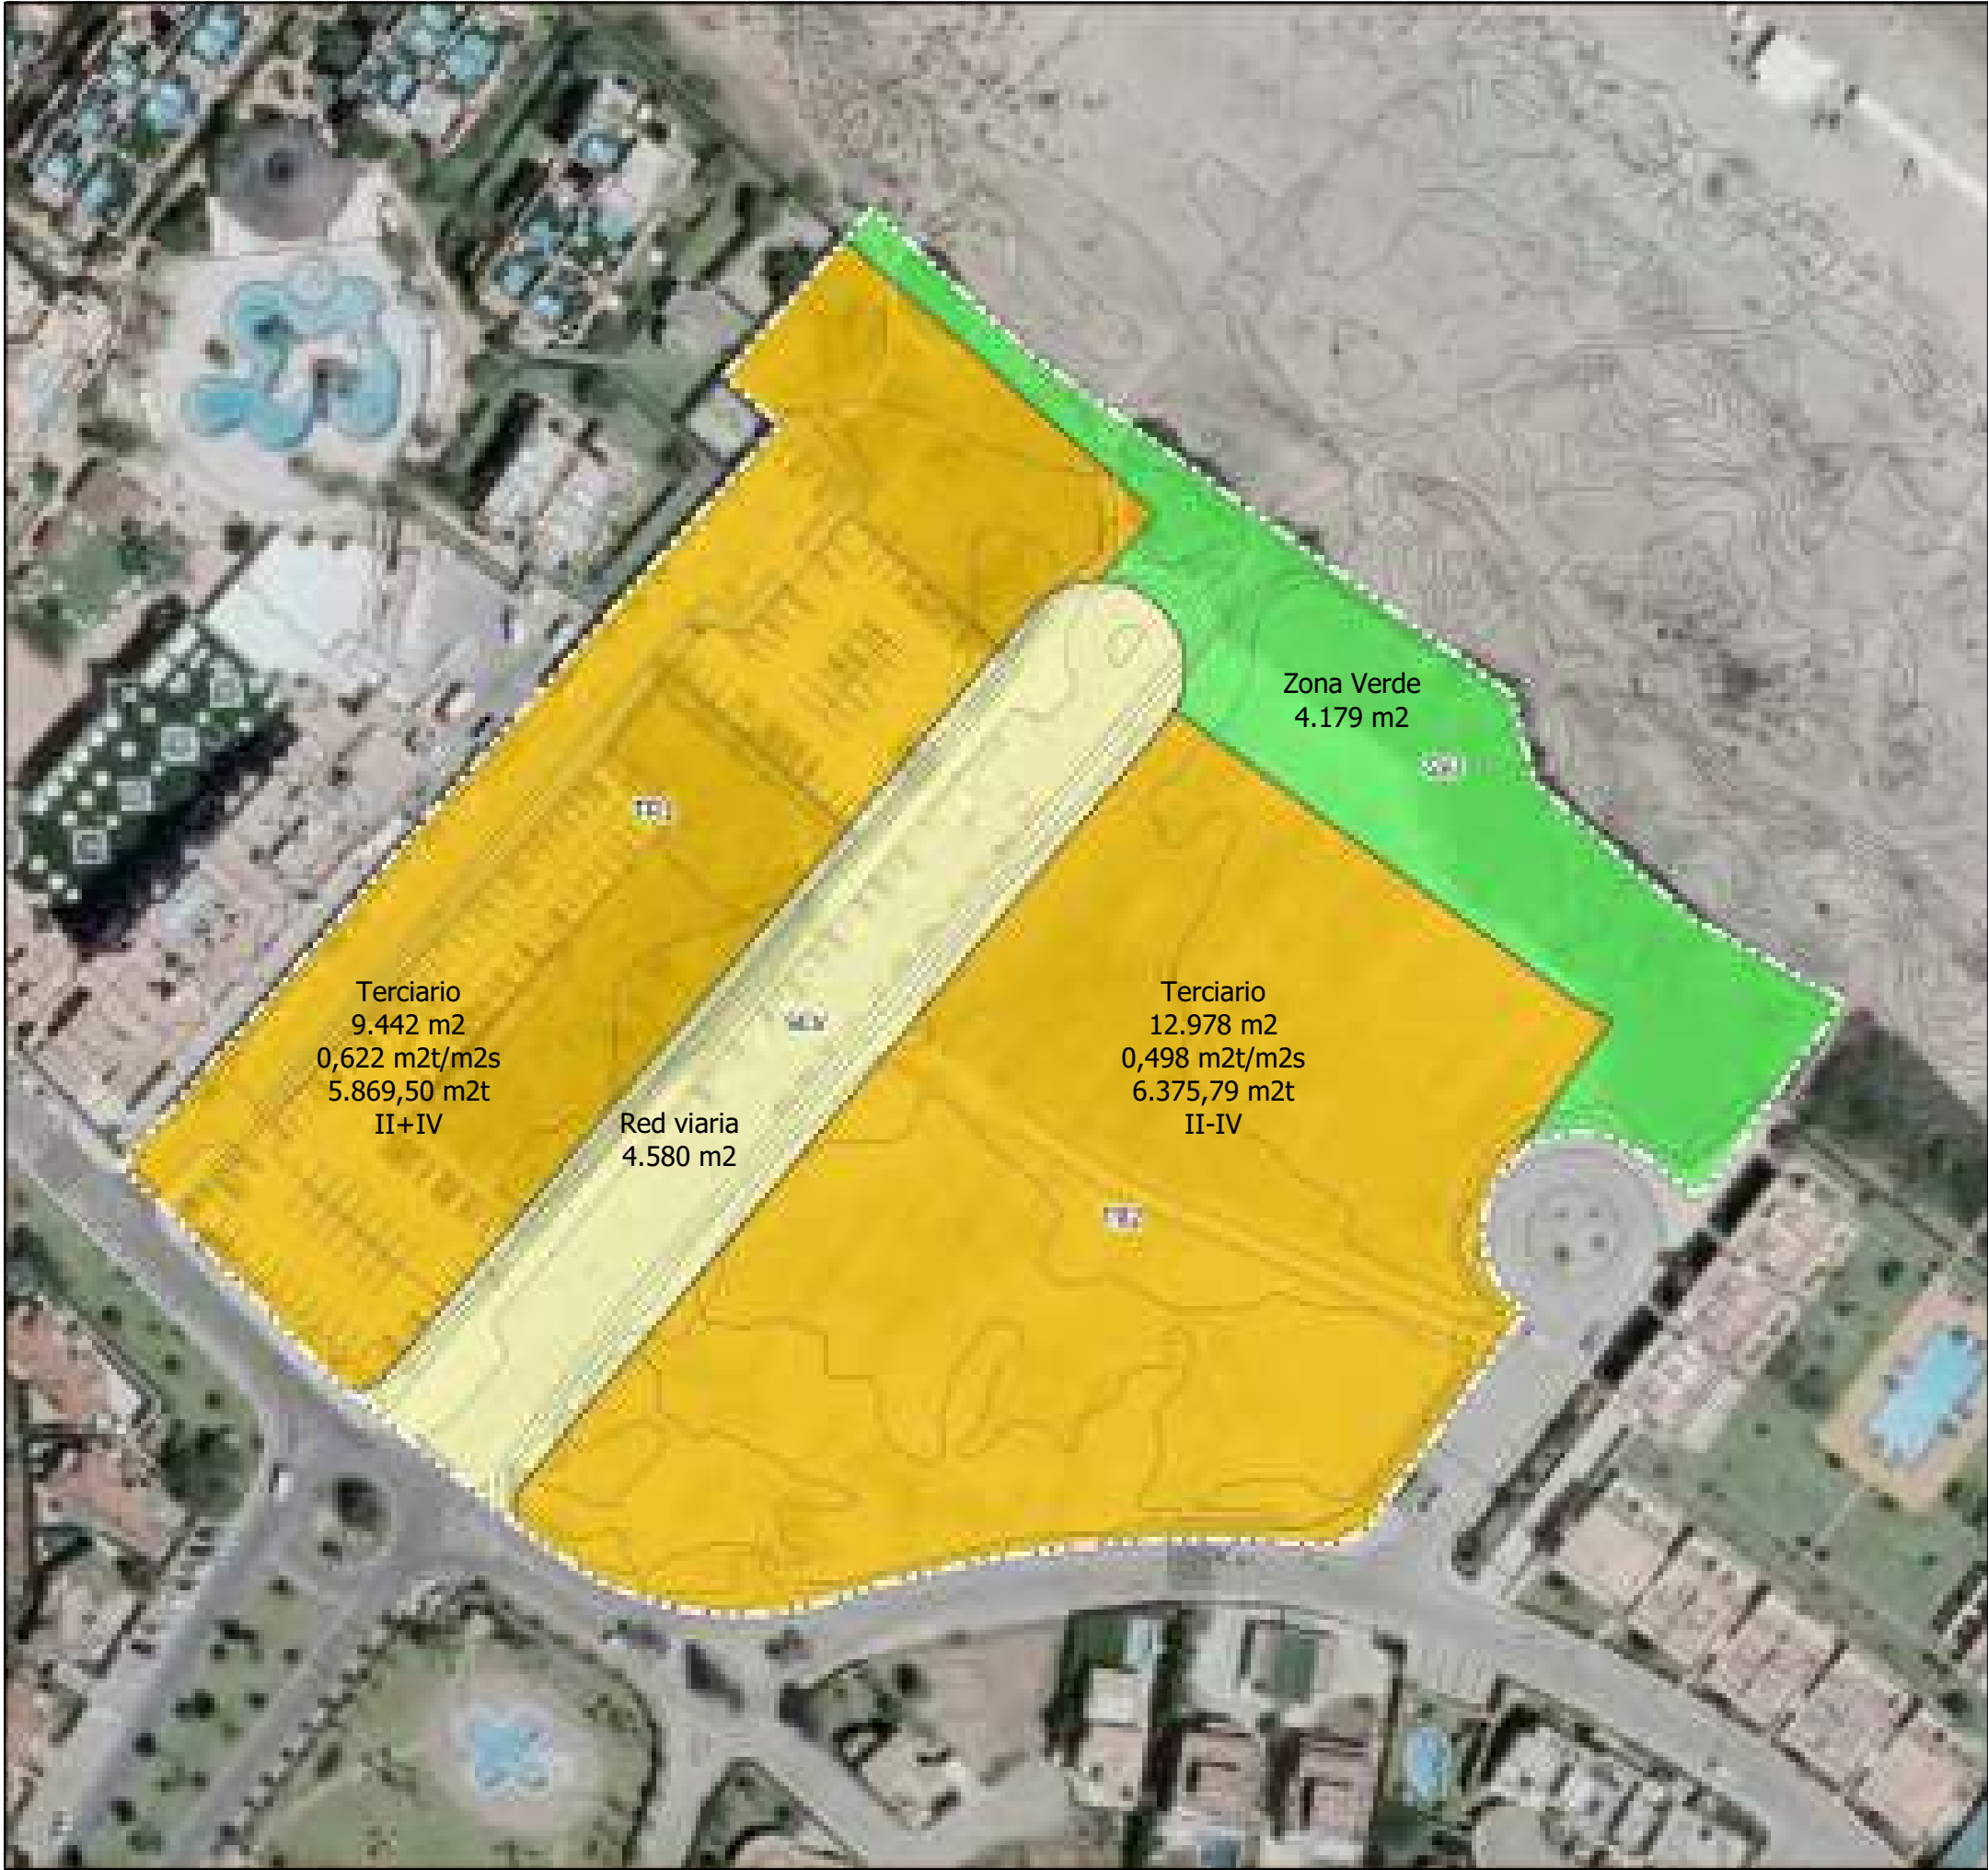 Zona Verde
4.179 m2
Terciario
9.442 m2
0,622 m2t/m2s
5.869,50 m2t
II+IV
Terciario
12.978 m2
0,498 m2t/m2s
6.375,79 m2t
II-IV
Red viaria
4.580 m2